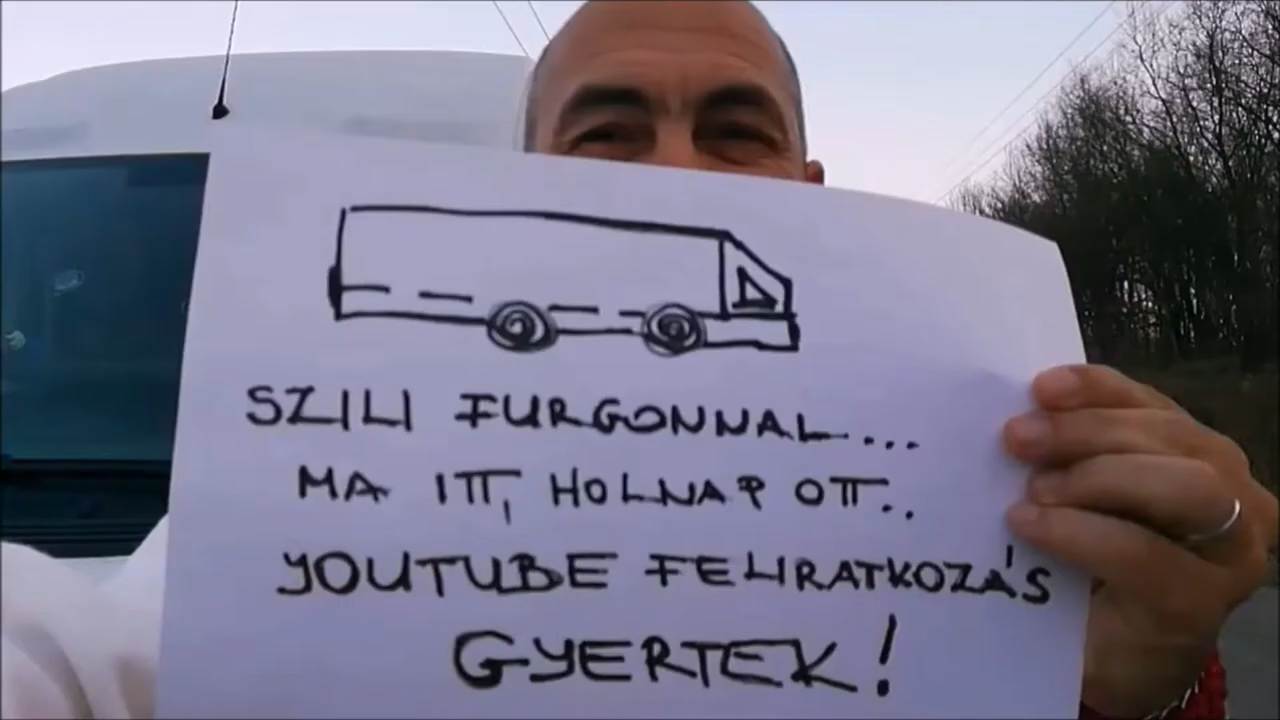 SZILI FURGONNAL...
MA ITT, HOLNAP OTT..
YOUTUBE FELIRATKOZÁS
GYERTEK!